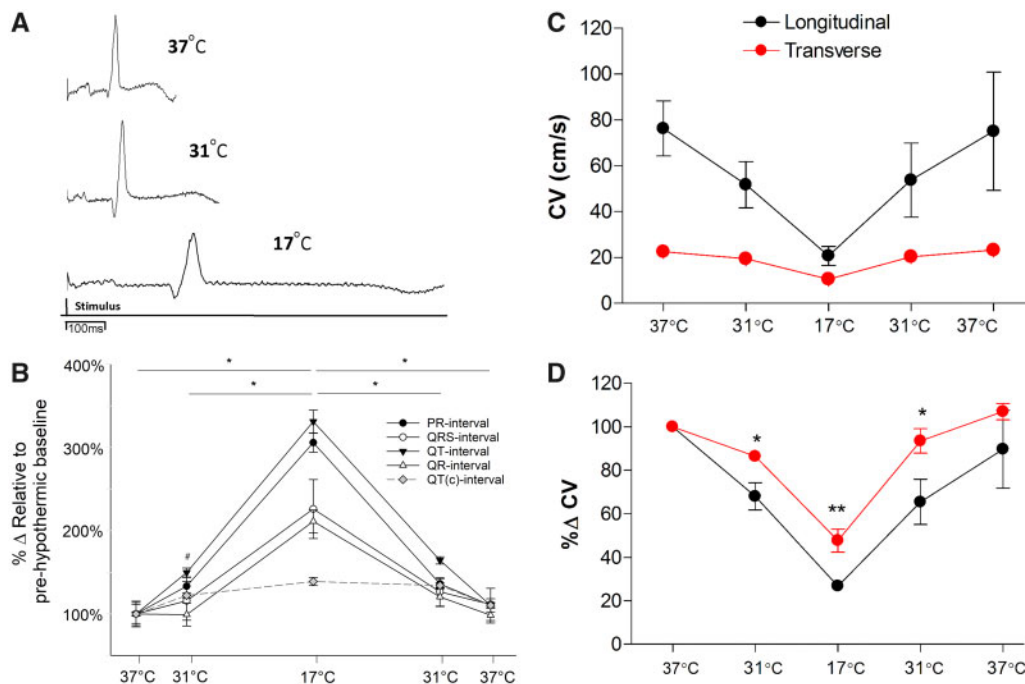 A
37°C
31°C
17°C
Stimulus
100ms
B
% Δ Relative to
pre-hypothermic baseline
400%
300%
200%
100%
*
*
*
*
#
PR-interval
QRS-interval
QT-interval
QR-interval
QT(c)-interval
37°C
31°C
17°C
31°C
37°C
C
Longitudinal
Transverse
CV (cm/s)
120
100
80
60
40
20
0
37°C
31°C
17°C
31°C
37°C
D
%Δ CV
120
100
80
60
40
20
0
*
**
*
37°C
31°C
17°C
31°C
37°C